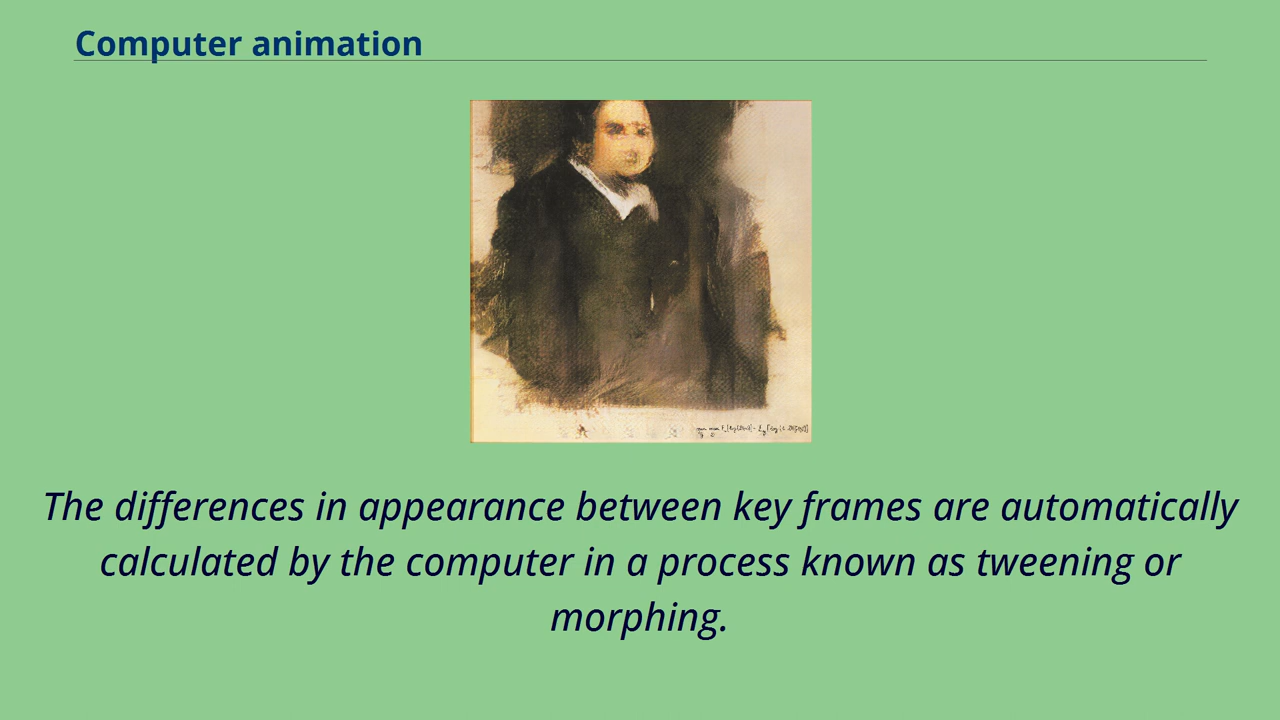 Computer animation
The differences in appearance between key frames are automatically
calculated by the computer in a process known as tweening or
morphing.